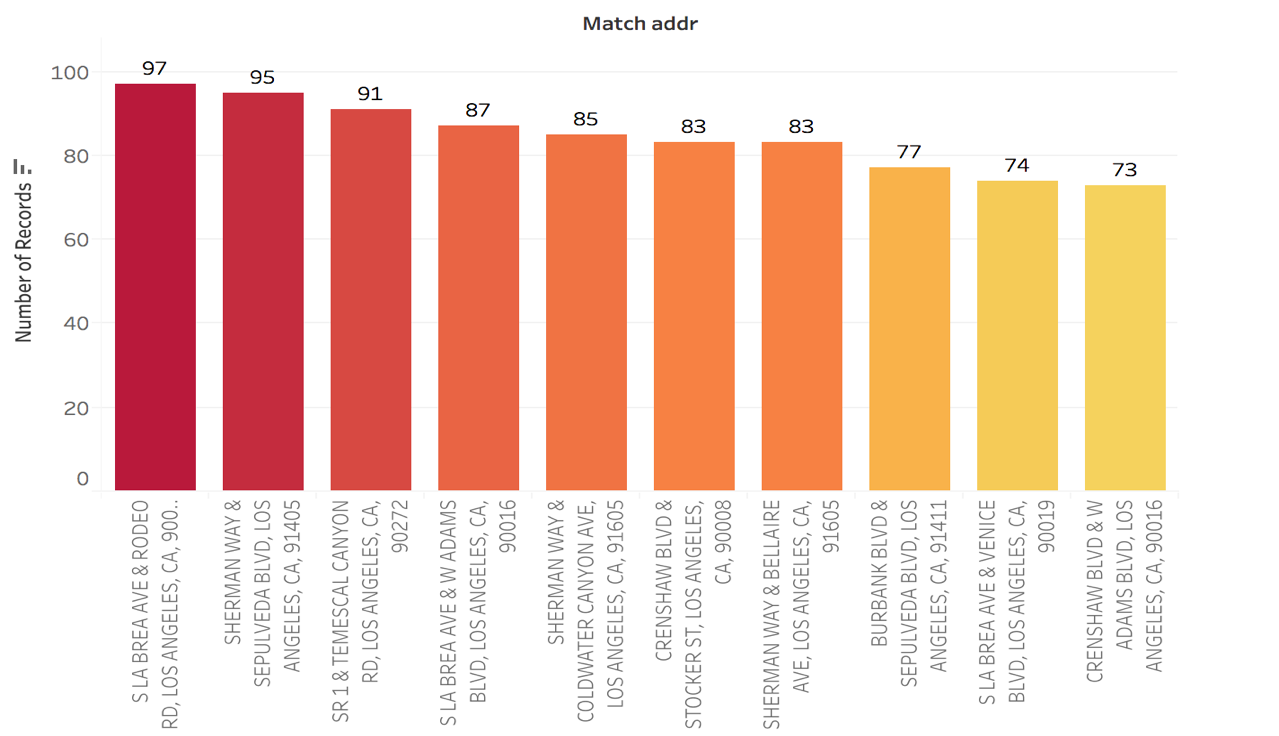 Match addr
Number of Records
100
80
60
40
20
0
97
95
91
87
85
83
83
77
74
73
S LA BREA AVE & RODEO
RD, LOS ANGELES, CA, 900..
SHERMAN WAY &
SEPULVEDA BLVD, LOS
ANGELES, CA, 91405
SR 1 & TEMESCAL CANYON
RD, LOS ANGELES, CA,
90272
S LA BREA AVE & W ADAMS
BLVD, LOS ANGELES, CA,
90016
SHERMAN WAY &
COLDWATER CANYON AVE,
LOS ANGELES, CA, 91605
CRENSHAW BLVD &
STOCKER ST, LOS ANGELES,
CA, 90008
SHERMAN WAY & BELLAIRE
AVE, LOS ANGELES, CA,
91605
BURBANK BLVD &
SEPULVEDA BLVD, LOS
ANGELES, CA, 91411
S LA BREA AVE & VENICE
BLVD, LOS ANGELES, CA,
90019
CRENSHAW BLVD & W
ADAMS BLVD, LOS
ANGELES, CA, 90016